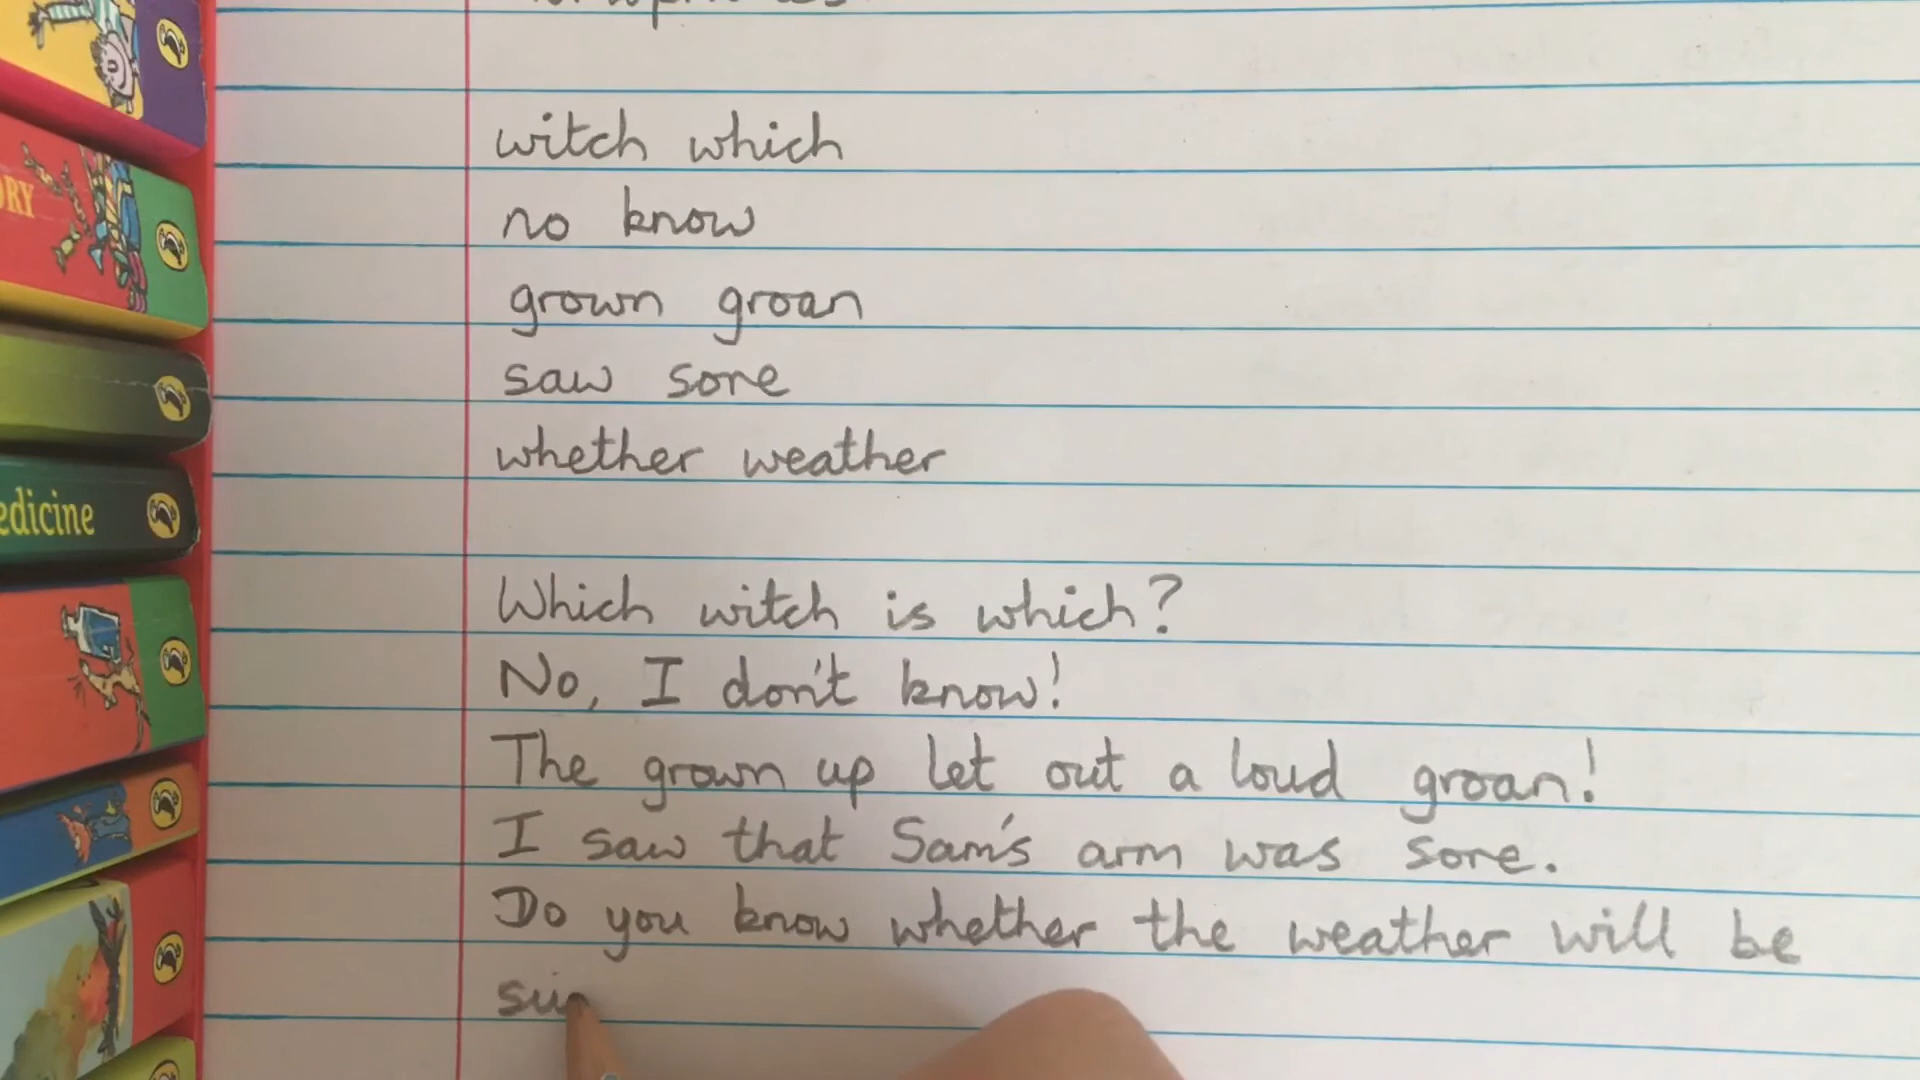 witch which
no know
grown groan
saw sore
whether weather
Which witch is which?
No, I don't know!
The grown up let out a loud groan!
I saw that Sam's arm was sore.
Do you know whether the weather will be
ORY
edicine